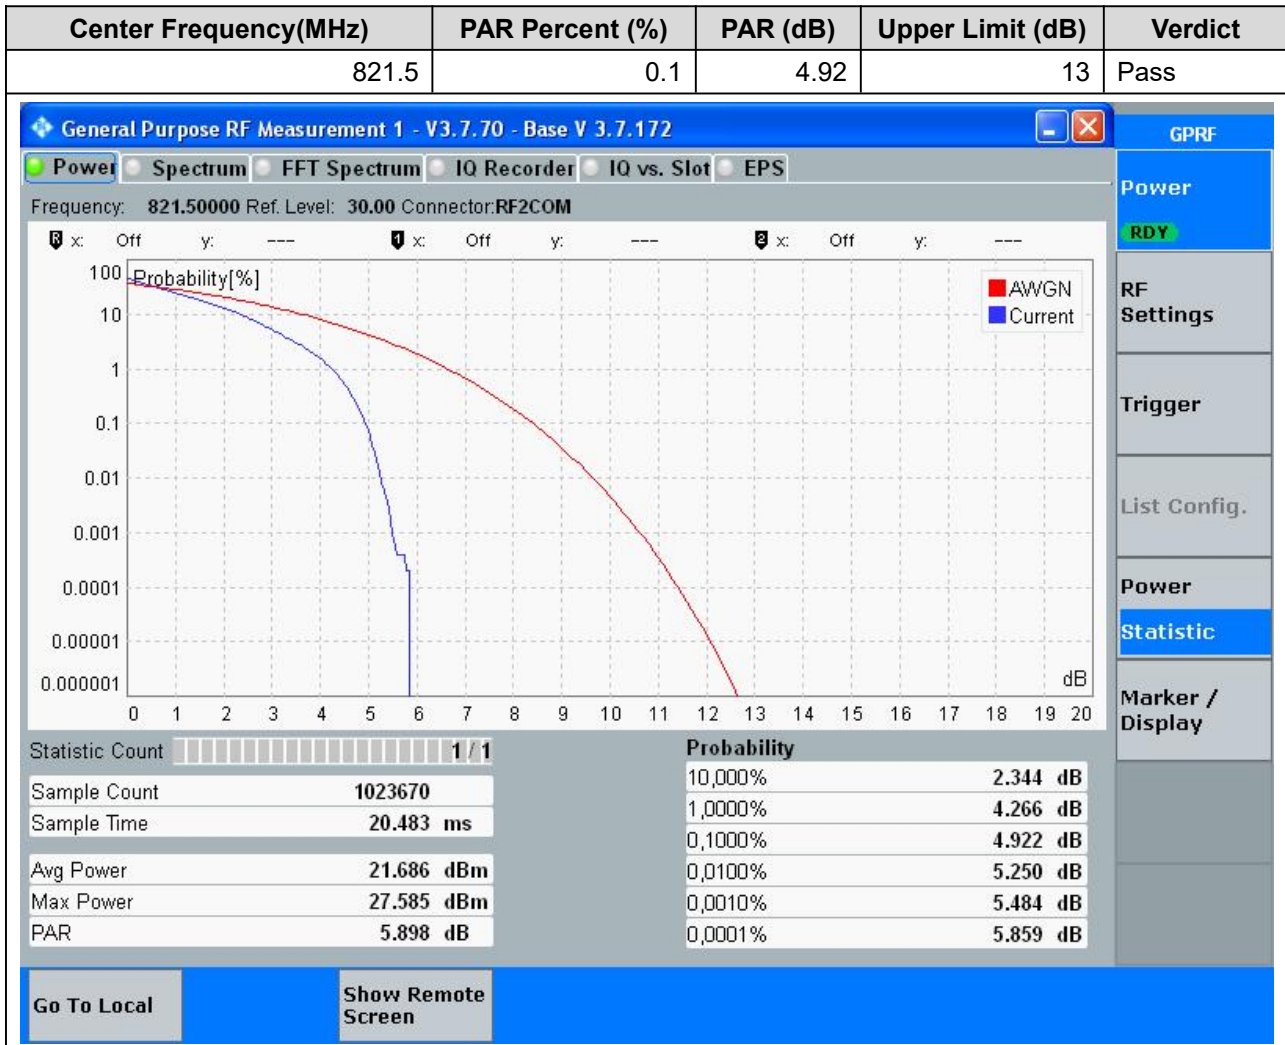 Center Frequency(MHz) PAR Percent (%) PAR (dB) Upper Limit (dB) Verdict
821.5 0.1 4.92 13 Pass
General Purpose RF Measurement 1 - V3.7.70 - Base V 3.7.172
GPRF
Power Spectrum FFT Spectrum IQ Recorder IQ vs. Slot EPS
Frequency: 821.50000 Ref. Level: 30.00 Connector:RF2COM
R x: Off y: --- 1 x: Off y: --- 2 x: Off y: ---
Probability[%]
100
10
1
0.1
0.01
0.001
0.0001
0.00001
0.000001
AWGN
Current
dB
0 1 2 3 4 5 6 7 8 9 10 11 12 13 14 15 16 17 18 19 20
Statistic Count 1 / 1
Sample Count 1023670
Sample Time 20.483 ms
Avg Power 21.686 dBm
Max Power 27.585 dBm
PAR 5.898 dB
Probability
10,000% 2.344 dB
1,0000% 4.266 dB
0,1000% 4.922 dB
0,0100% 5.250 dB
0,0010% 5.484 dB
0,0001% 5.859 dB
Power
RDY
RF
Settings
Trigger
List Config.
Power
Statistic
Marker /
Display
Go To Local
Show Remote
Screen